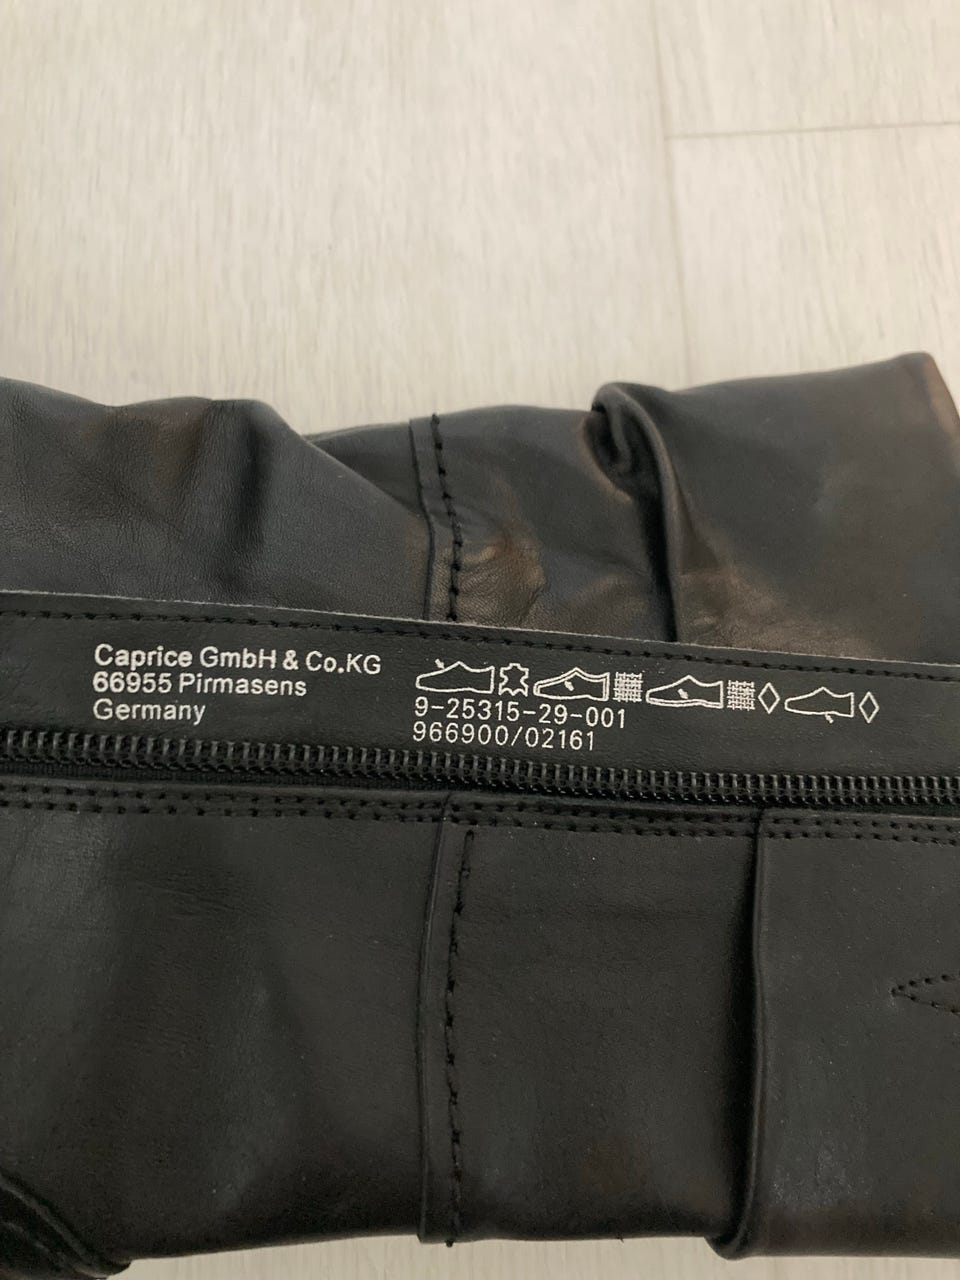 Caprice GmbH & Co.KG
66955 Pirmasens
Germany
9-25315-29-001
966900/02161